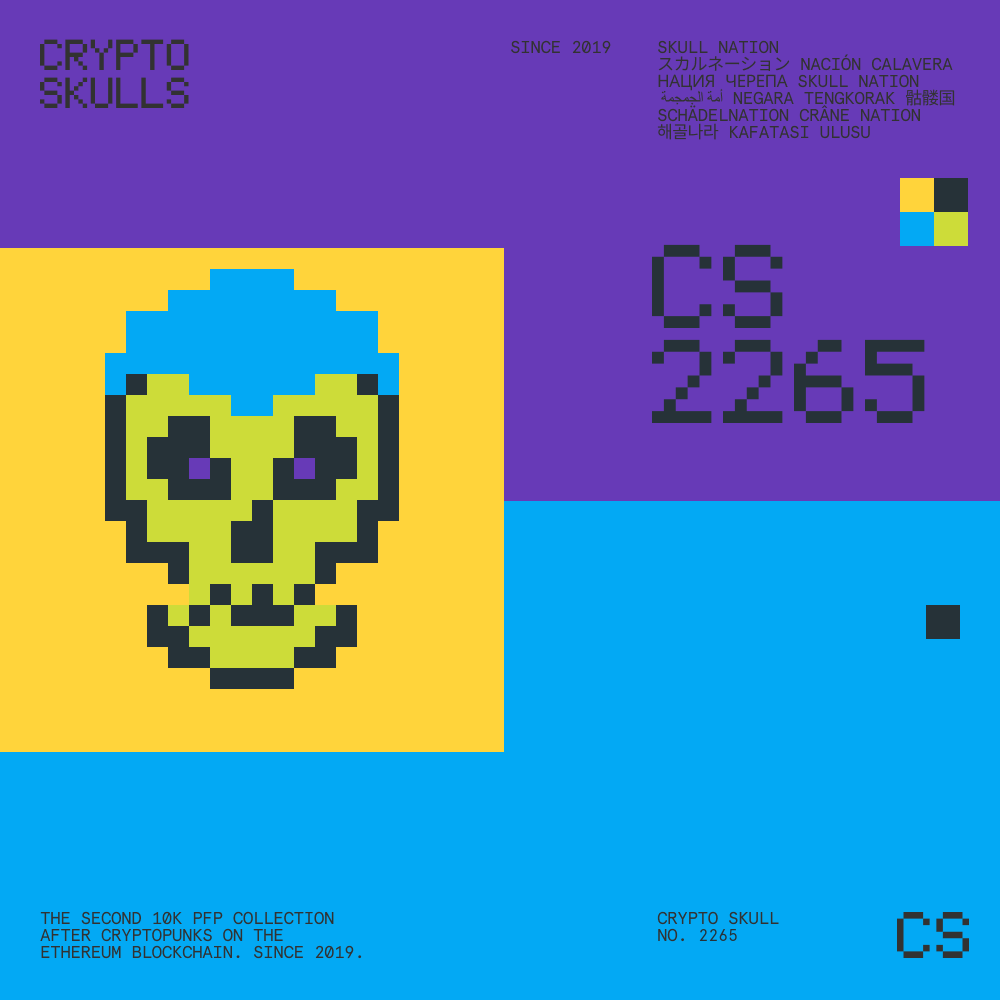 CRYPTO
SKULLS
SINCE 2019
SKULL NATION
スカルネーション NACIÓN CALAVERA
НАЦИЯ ЧЕРЕПА SKULL NATION
أمة الجمجمة NEGARA TENGKORAK 骷髅国
SCHÄDELNATION CRÂNE NATION
해골나라 KAFATASI ULUSU
CS
2265
THE SECOND 10K PFP COLLECTION
AFTER CRYPTOPUNKS ON THE
ETHEREUM BLOCKCHAIN. SINCE 2019.
CRYPTO SKULL
NO. 2265
CS